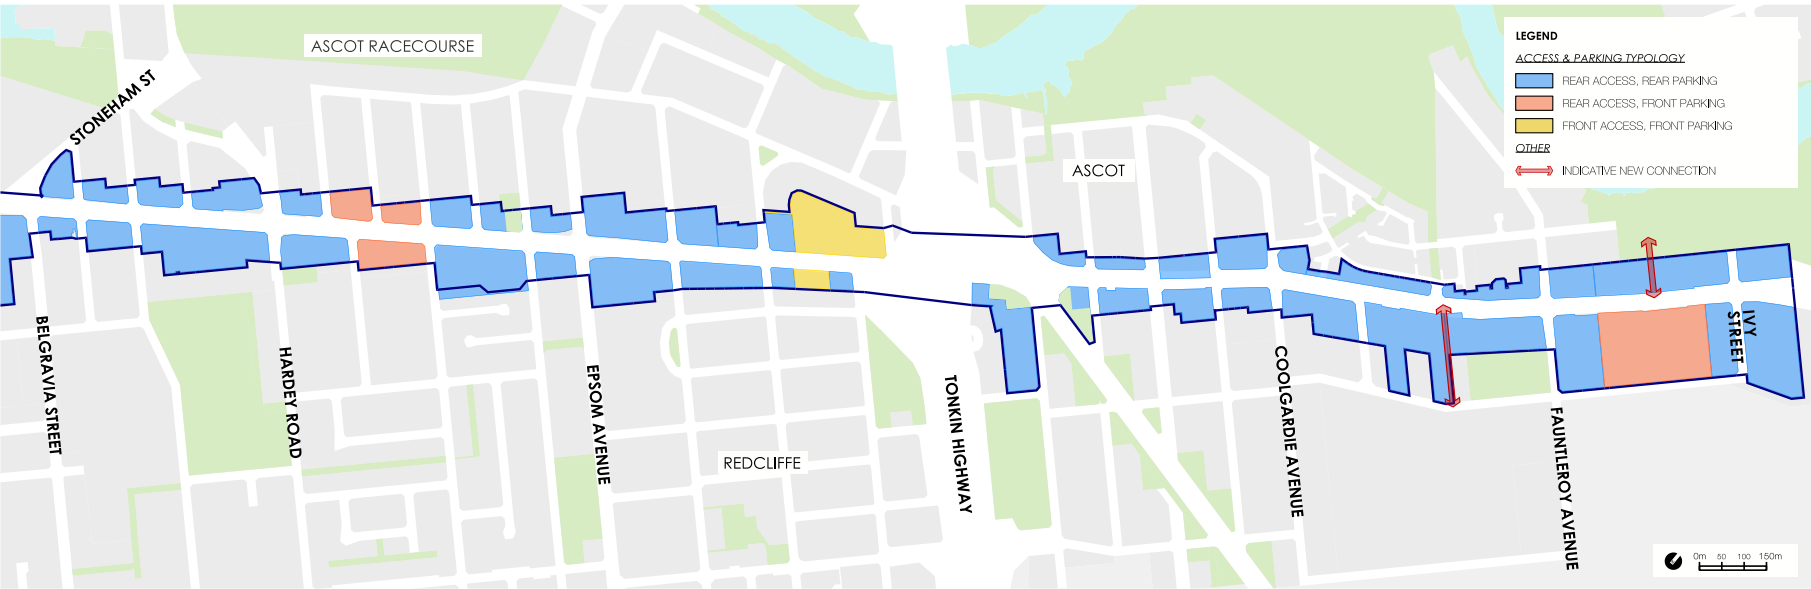 ASCOT RACECOURSE
STONEHAM ST
ASCOT
LEGEND
ACCESS & PARKING TYPOLOGY
REAR ACCESS, REAR PARKING
REAR ACCESS, FRONT PARKING
FRONT ACCESS, FRONT PARKING
OTHER
INDICATIVE NEW CONNECTION
BELGRAVIA STREET
HARDEY ROAD
EPSOM AVENUE
REDCLIFFE
TONKIN HIGHWAY
COOLGARDIE AVENUE
FAUNTLEROY AVENUE
IVY
STREET
0m 50 100 150m